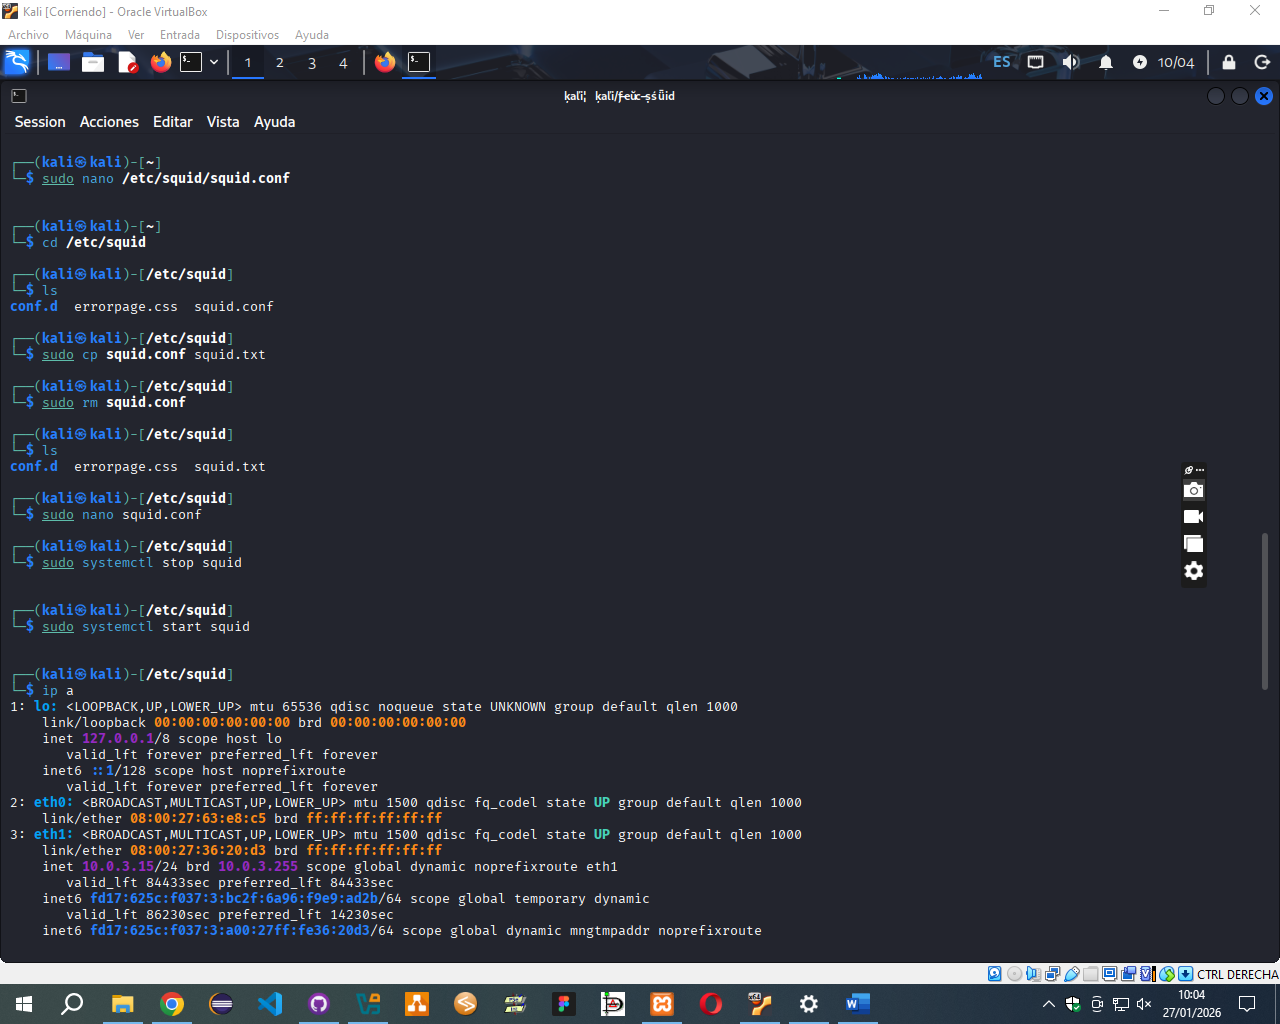 Kali [Corriendo] - Oracle VirtualBox
Archivo Máquina Ver Entrada Dispositivos Ayuda
1 2 3 4 ES 10/04
Session Acciones Editar Vista Ayuda
┌──(kali㉿kali)-[~]
└─$ sudo nano /etc/squid/squid.conf
┌──(kali㉿kali)-[~]
└─$ cd /etc/squid
┌──(kali㉿kali)-[/etc/squid]
└─$ ls
conf.d errorpage.css squid.conf
┌──(kali㉿kali)-[/etc/squid]
└─$ sudo cp squid.conf squid.txt
┌──(kali㉿kali)-[/etc/squid]
└─$ sudo rm squid.conf
┌──(kali㉿kali)-[/etc/squid]
└─$ ls
conf.d errorpage.css squid.txt
┌──(kali㉿kali)-[/etc/squid]
└─$ sudo nano squid.conf
┌──(kali㉿kali)-[/etc/squid]
└─$ sudo systemctl stop squid
┌──(kali㉿kali)-[/etc/squid]
└─$ sudo systemctl start squid
┌──(kali㉿kali)-[/etc/squid]
└─$ ip a
1: lo: <LOOPBACK,UP,LOWER_UP> mtu 65536 qdisc noqueue state UNKNOWN group default qlen 1000
link/loopback 00:00:00:00:00:00 brd 00:00:00:00:00:00
inet 127.0.0.1/8 scope host lo
valid_lft forever preferred_lft forever
inet6 ::1/128 scope host noprefixroute
valid_lft forever preferred_lft forever
2: eth0: <BROADCAST,MULTICAST,UP,LOWER_UP> mtu 1500 qdisc fq_codel state UP group default qlen 1000
link/ether 08:00:27:63:e8:c5 brd ff:ff:ff:ff:ff:ff
3: eth1: <BROADCAST,MULTICAST,UP,LOWER_UP> mtu 1500 qdisc fq_codel state UP group default qlen 1000
link/ether 08:00:27:36:20:d3 brd ff:ff:ff:ff:ff:ff
inet 10.0.3.15/24 brd 10.0.3.255 scope global dynamic noprefixroute eth1
valid_lft 84433sec preferred_lft 84433sec
inet6 fd17:625c:f037:3:bc2f:6a96:f9e9:ad2b/64 scope global temporary dynamic
valid_lft 86230sec preferred_lft 14230sec
inet6 fd17:625c:f037:3:a00:27ff:fe36:20d3/64 scope global dynamic mngtmpaddr noprefixroute
CTRL DERECHA
10:04
27/01/2026